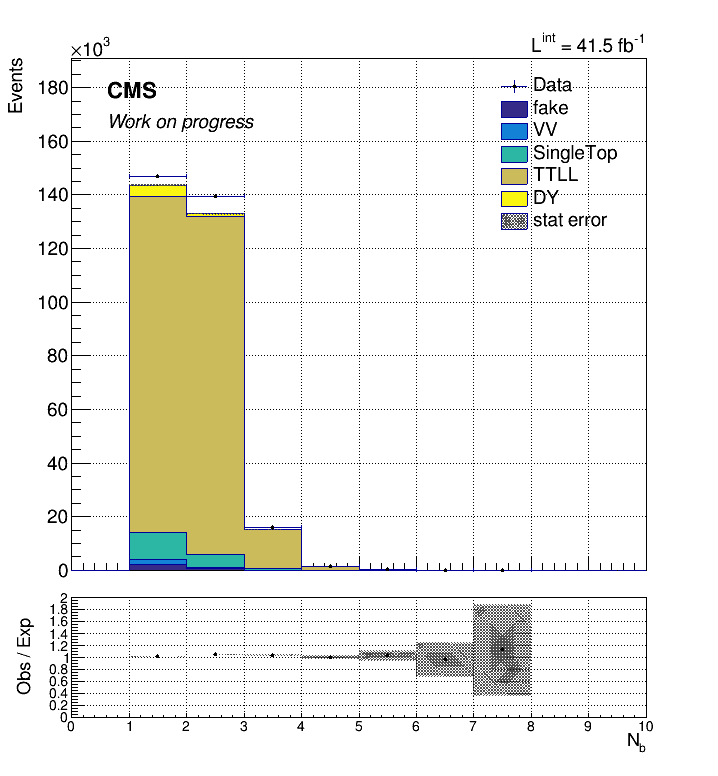 ×10³
L^int = 41.5 fb⁻¹
Events
180
160
140
120
100
80
60
40
20
0
CMS
Work on progress
Data
fake
VV
SingleTop
TTLL
DY
stat error
Obs / Exp
2
1.8
1.6
1.4
1.2
1
0.8
0.6
0.4
0.2
0
0 1 2 3 4 5 6 7 8 9 10
N_b